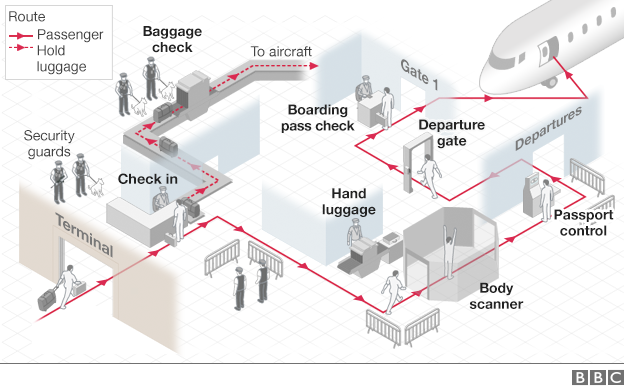 Route
Passenger
Hold
luggage
Baggage
check
To aircraft
Gate 1
Boarding
pass check
Departure
gate
Departures
Security
guards
Check in
Hand
luggage
Passport
control
Terminal
Body
scanner
BBC